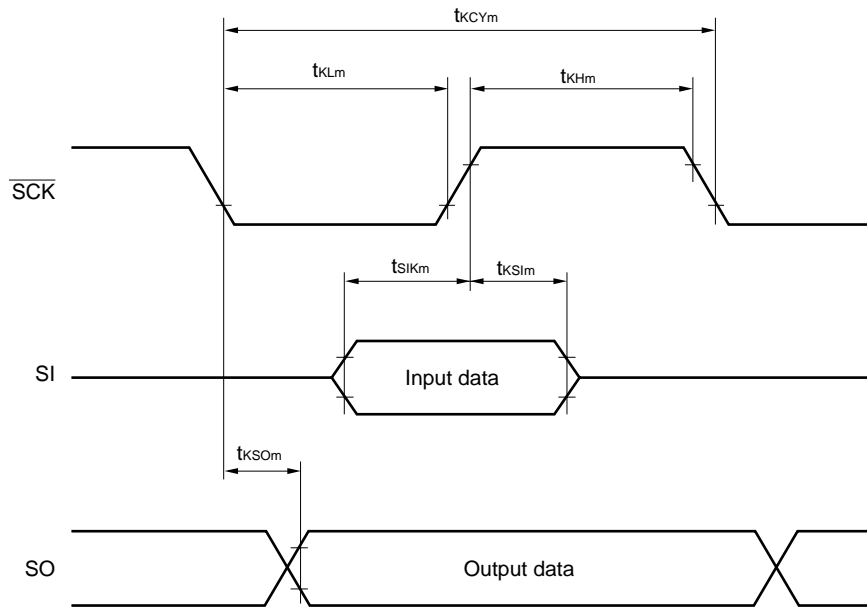 tKCYm
tKLm
tKHm
SCK
tSIKm
tKSIm
SI
Input data
tKSOm
SO
Output data